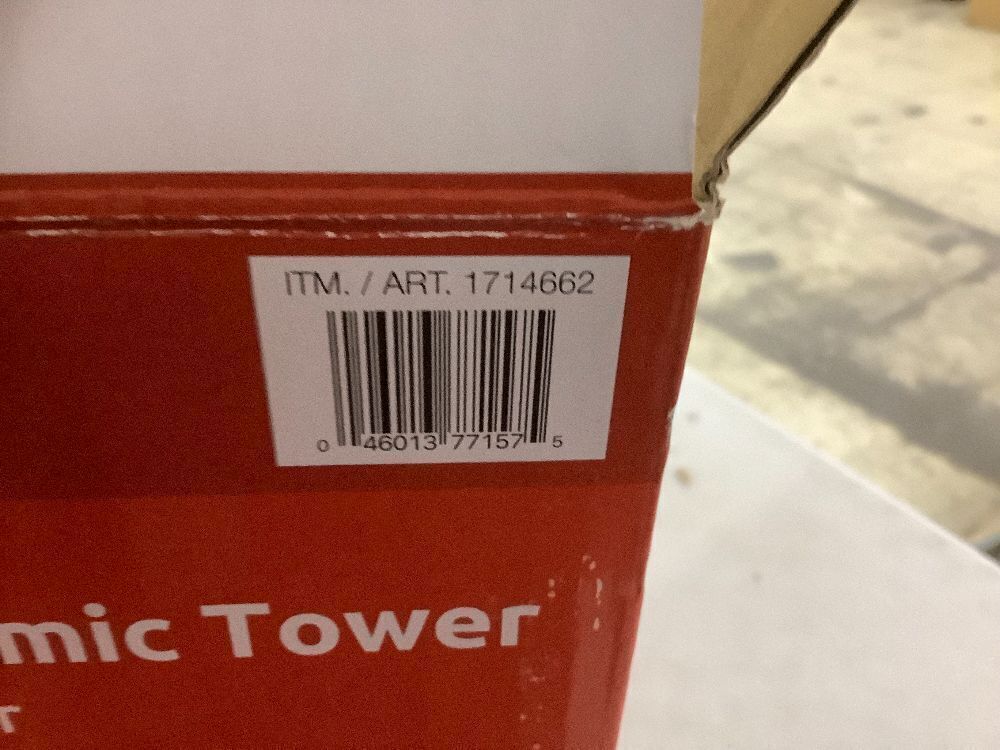 ITM. / ART. 1714662
0 46013 77157 5
mic Tower
r